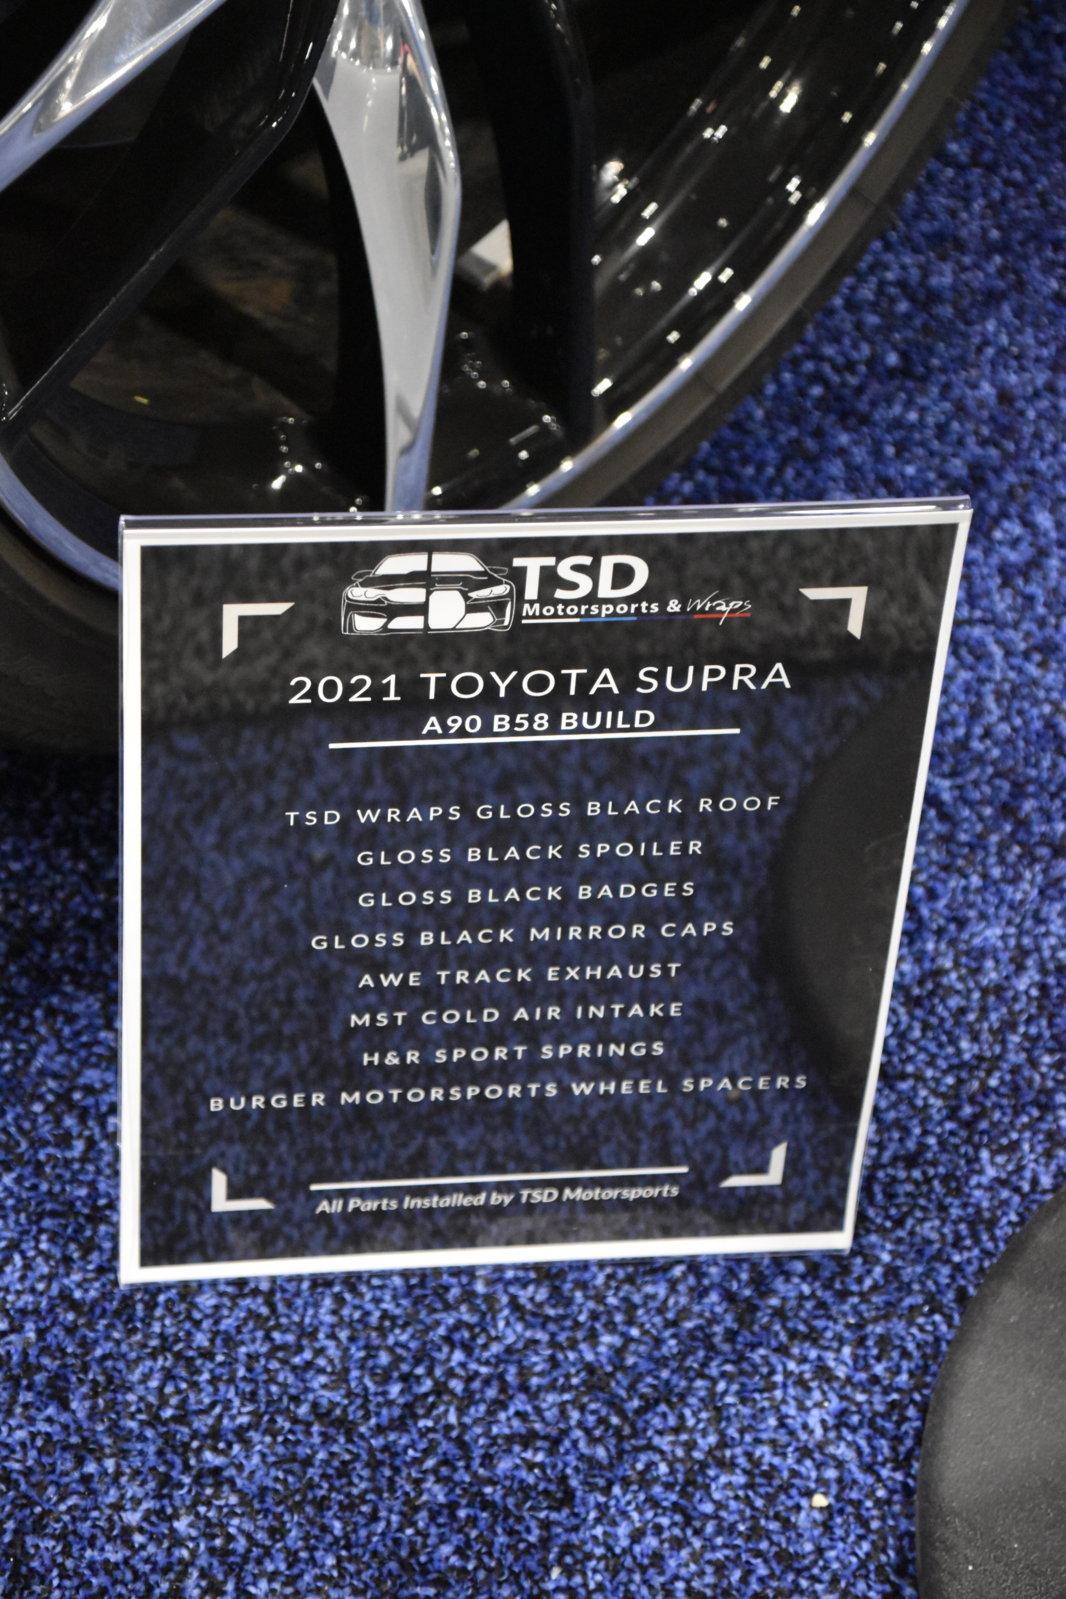 TSD
Motorsports & Wraps
2021 TOYOTA SUPRA
A90 B58 BUILD
TSD WRAPS GLOSS BLACK ROOF
GLOSS BLACK SPOILER
GLOSS BLACK BADGES
GLOSS BLACK MIRROR CAPS
AWE TRACK EXHAUST
MST COLD AIR INTAKE
H&R SPORT SPRINGS
BURGER MOTORSPORTS WHEEL SPACERS
All Parts Installed by TSD Motorsports